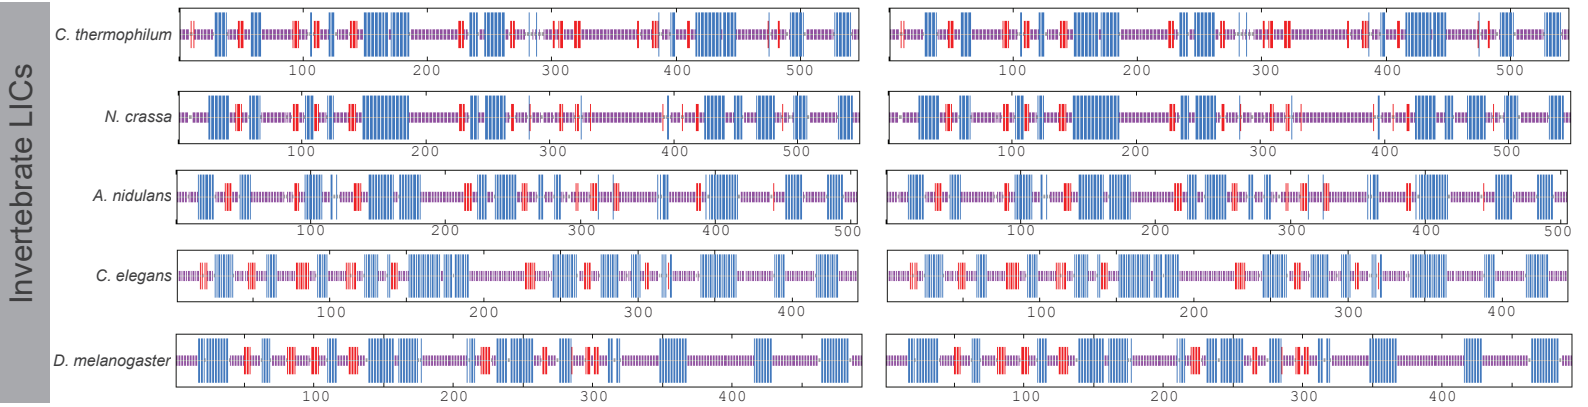 Invertebrate LICs
C. thermophilum
100 200 300 400 500 100 200 300 400 500
N. crassa
100 200 300 400 500 100 200 300 400 500
A. nidulans
100 200 300 400 500 100 200 300 400 500
C. elegans
100 200 300 400 100 200 300 400
D. melanogaster
100 200 300 400 100 200 300 400